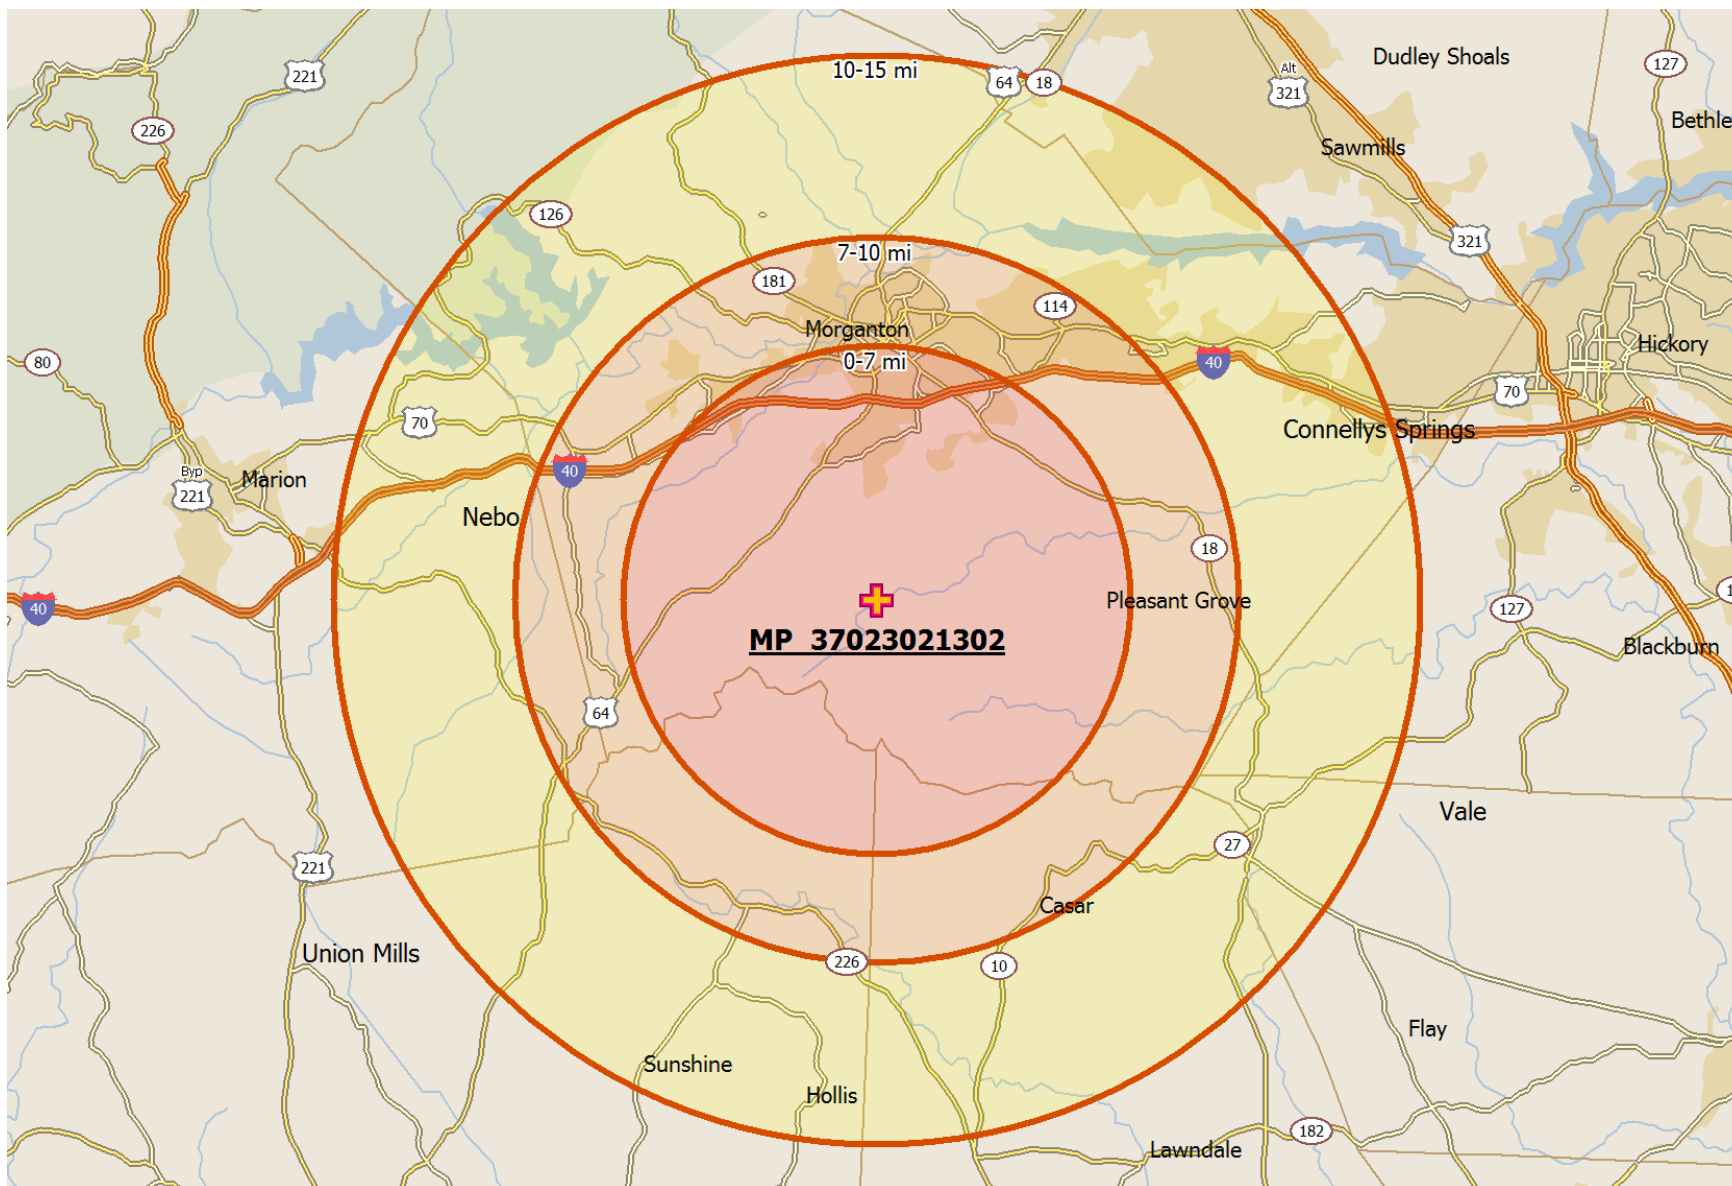 10-15 mi
64
18
Alt
321
Dudley Shoals
127
221
226
Bethle
Sawmills
126
321
7-10 mi
181
114
Morganton
0-7 mi
80
40
Hickory
70
70
Connellys Springs
40
Byp
221
Marion
Nebo
18
40
Pleasant Grove
127
1
MP 37023021302
Blackburn
64
Vale
27
221
Casar
Union Mills
226
10
Flay
Sunshine
Hollis
182
Lawndale